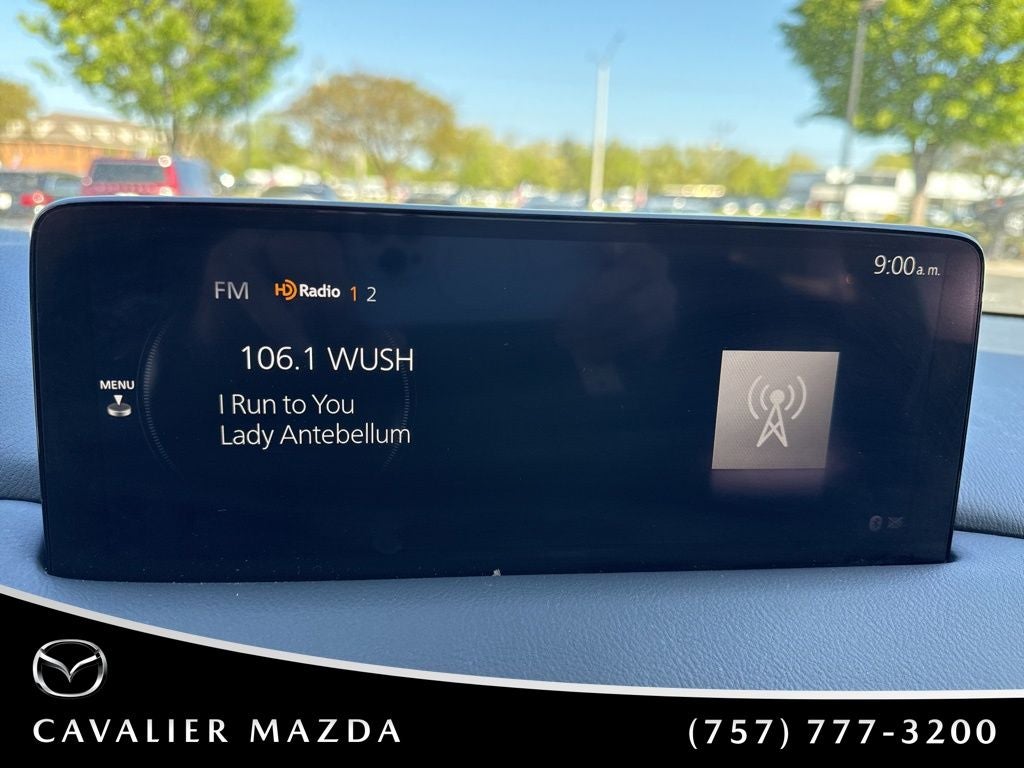 9:00 a.m.
FM HD Radio 1 2
106.1 WUSH
MENU
I Run to You
Lady Antebellum
CAVALIER MAZDA
(757) 777-3200